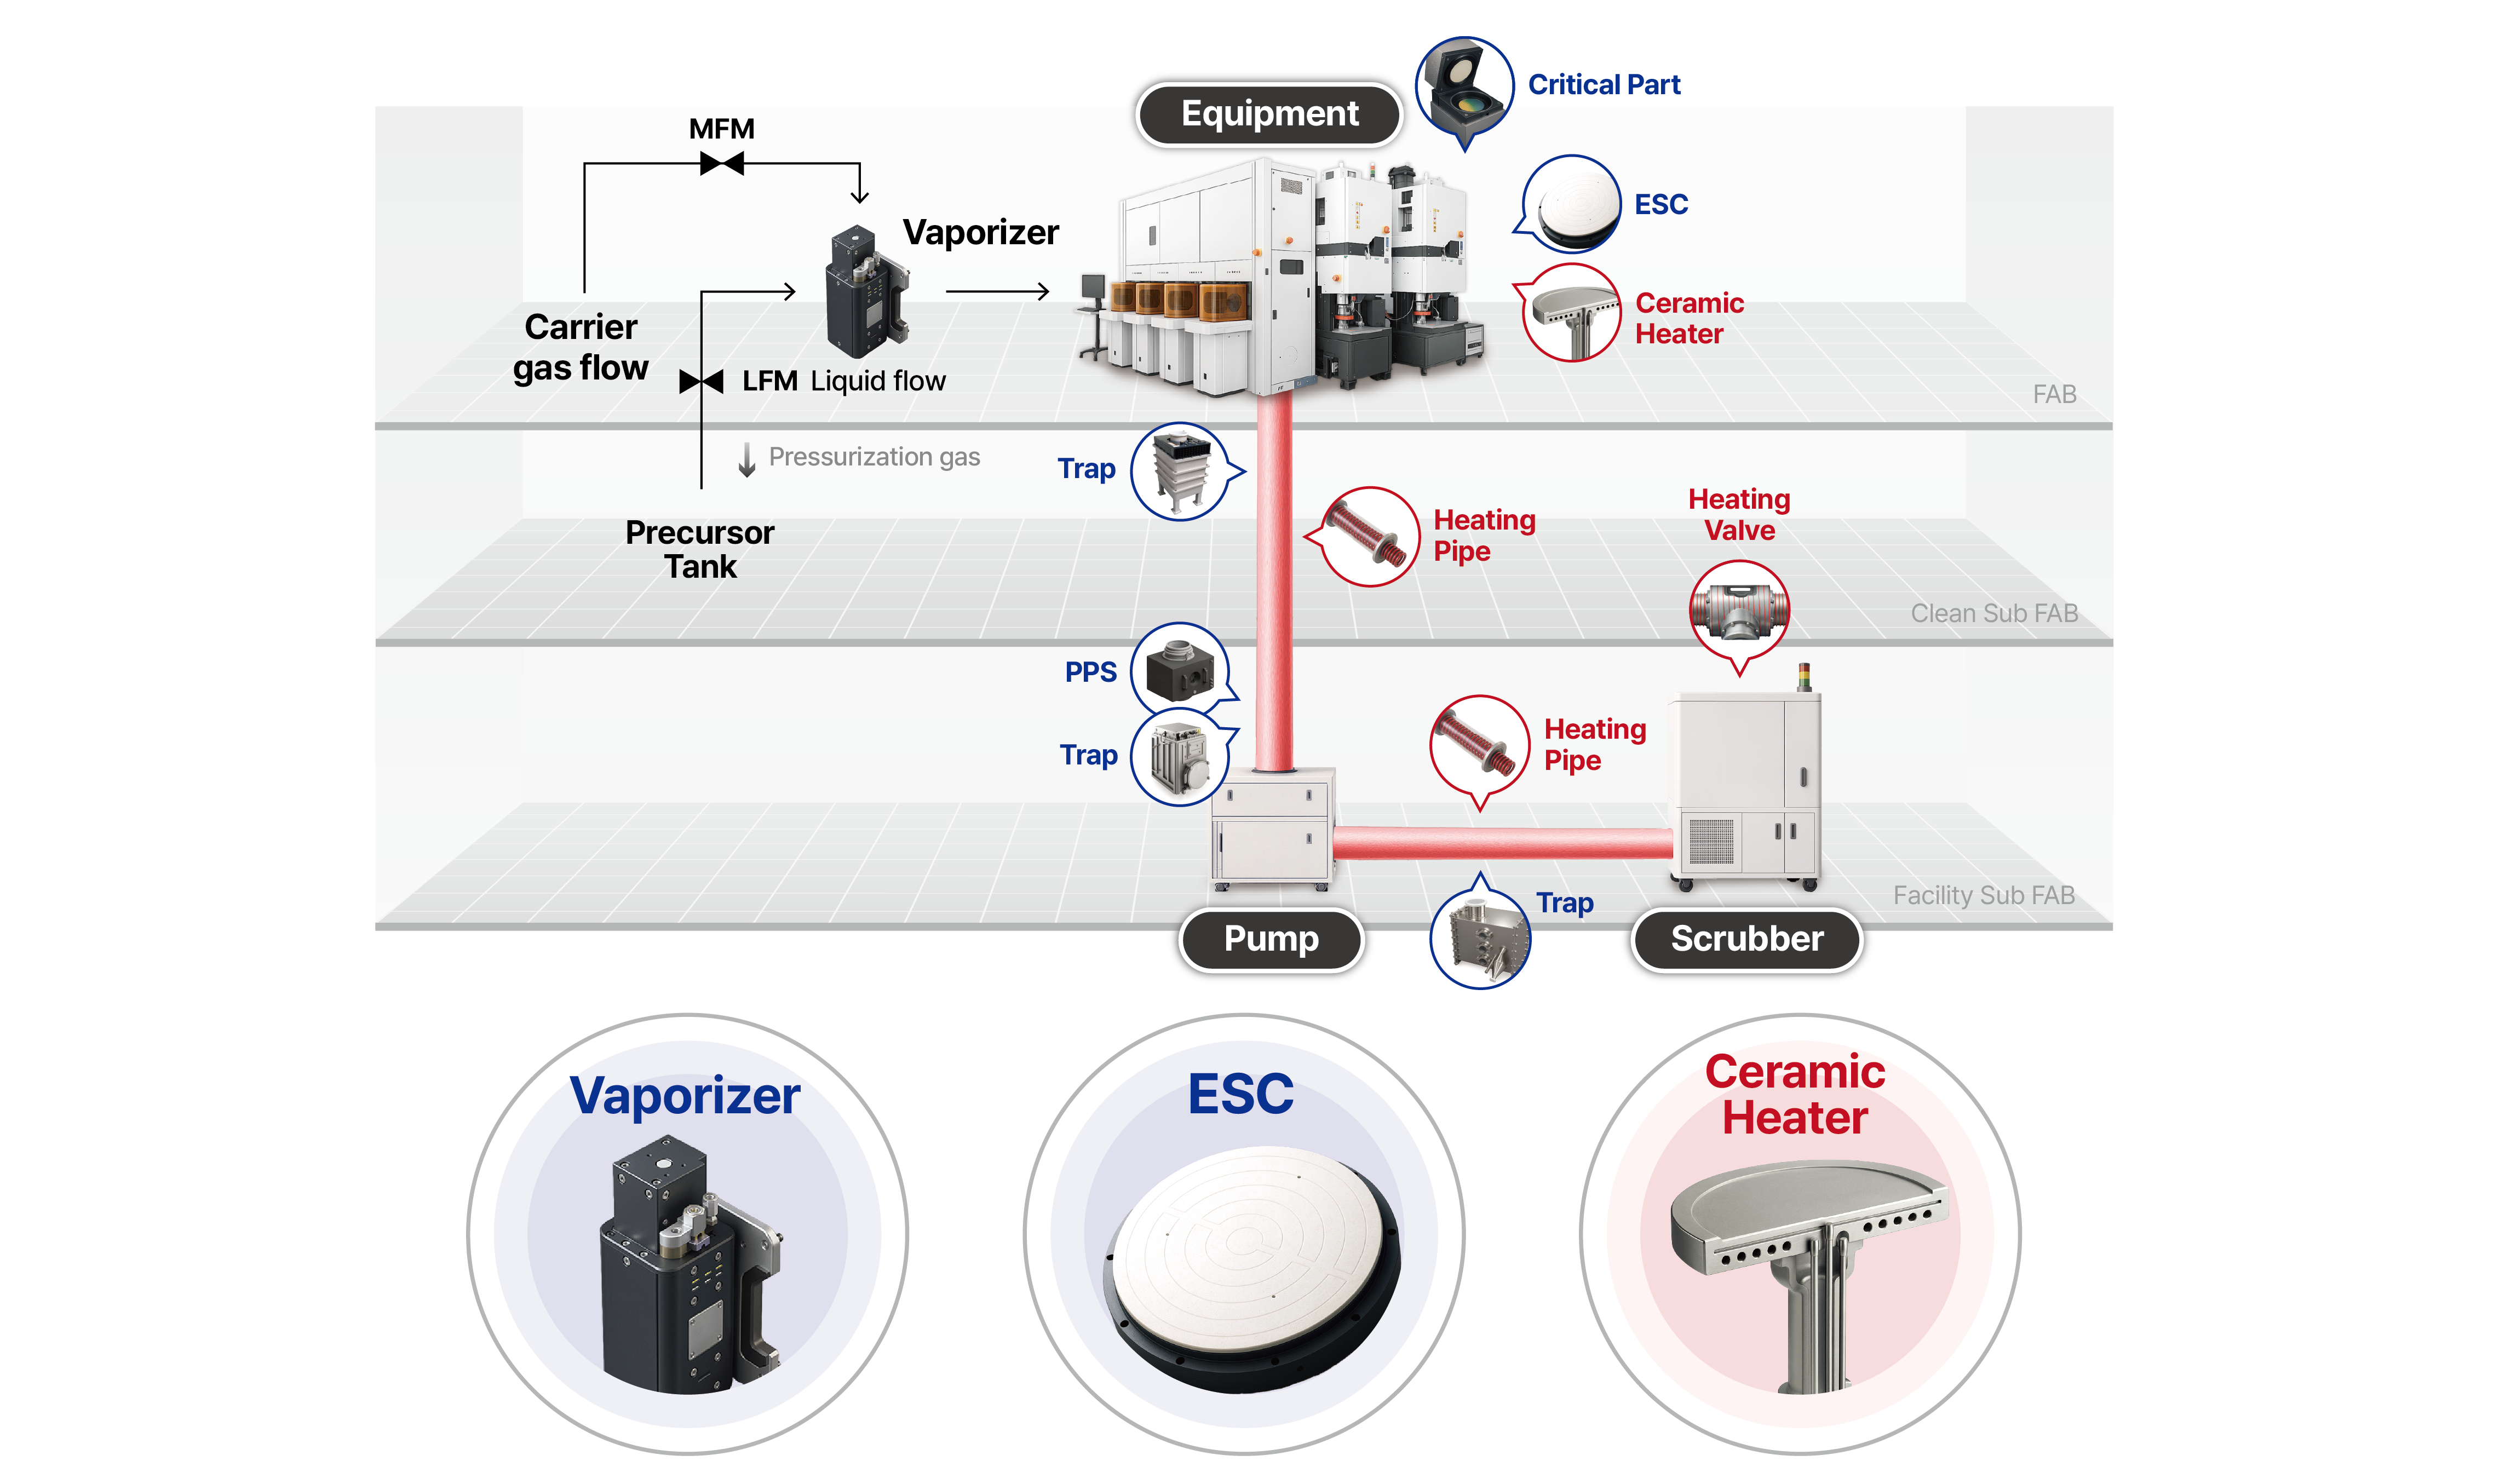 Critical Part
Equipment
MFM
ESC
Vaporizer
Ceramic
Heater
Carrier
gas flow
LFM Liquid flow
FAB
Pressurization gas
Trap
Heating
Pipe
Heating
Valve
Precursor
Tank
Clean Sub FAB
PPS
Trap
Heating
Pipe
Facility Sub FAB
Trap
Pump
Scrubber
Vaporizer
ESC
Ceramic
Heater